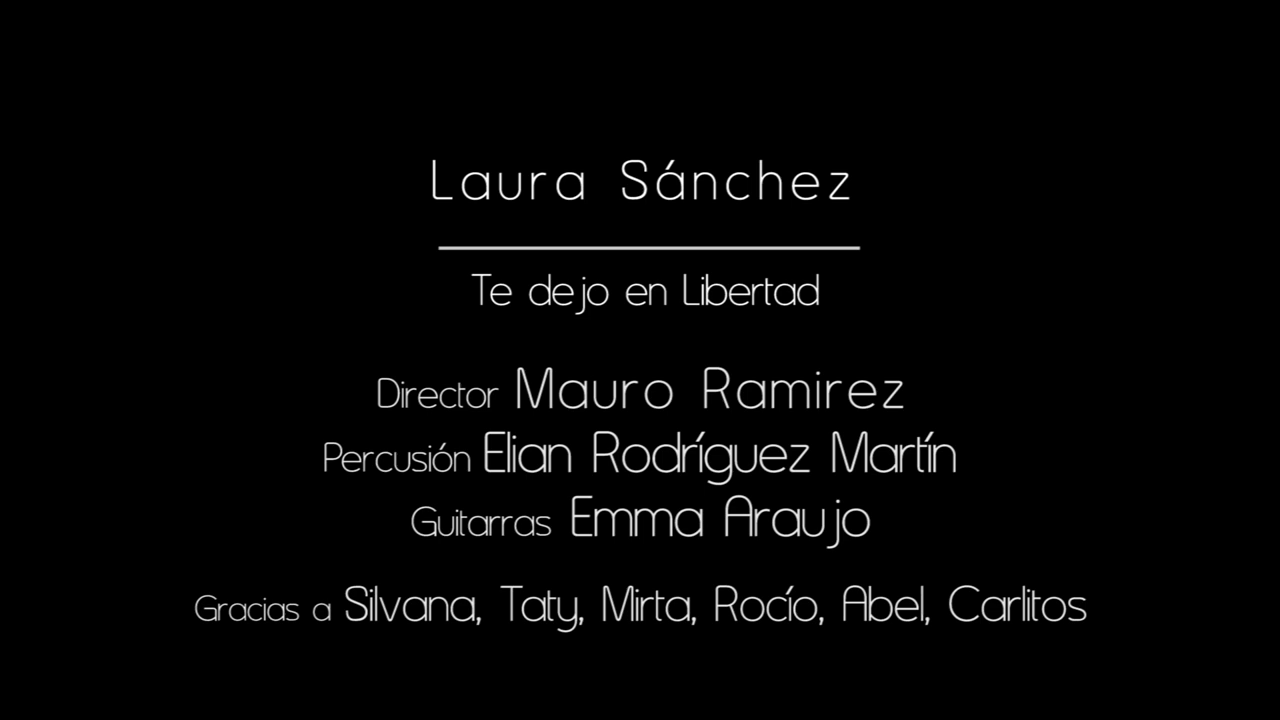 Laura Sánchez
Te dejo en Libertad
Director Mauro Ramirez
Percusión Elian Rodríguez Martín
Guitarras Emma Araujo
Gracias a Silvana, Taty, Mirta, Rocío, Abel, Carlitos